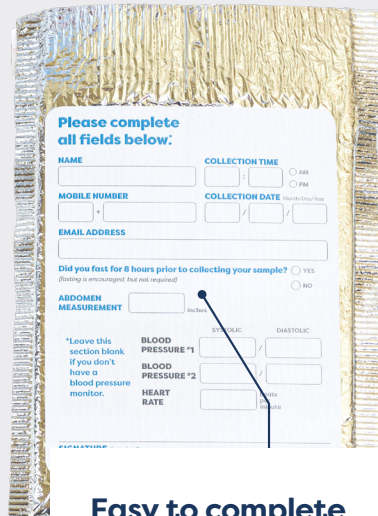 Please complete
all fields below:*
NAME
COLLECTION TIME
:
AM
PM
MOBILE NUMBER
COLLECTION DATE Month/Day/Year
+
/ /
EMAIL ADDRESS
Did you fast for 8 hours prior to collecting your sample? YES
(fasting is encouraged, but not required)
NO
ABDOMEN
MEASUREMENT
inches
SYSTOLIC DIASTOLIC
*Leave this
section blank
if you don't
have a
blood pressure
monitor.
BLOOD
PRESSURE #1
/
BLOOD
PRESSURE #2
/
HEART
RATE
beats
per
minute
SIGNATURE
Easy to complete